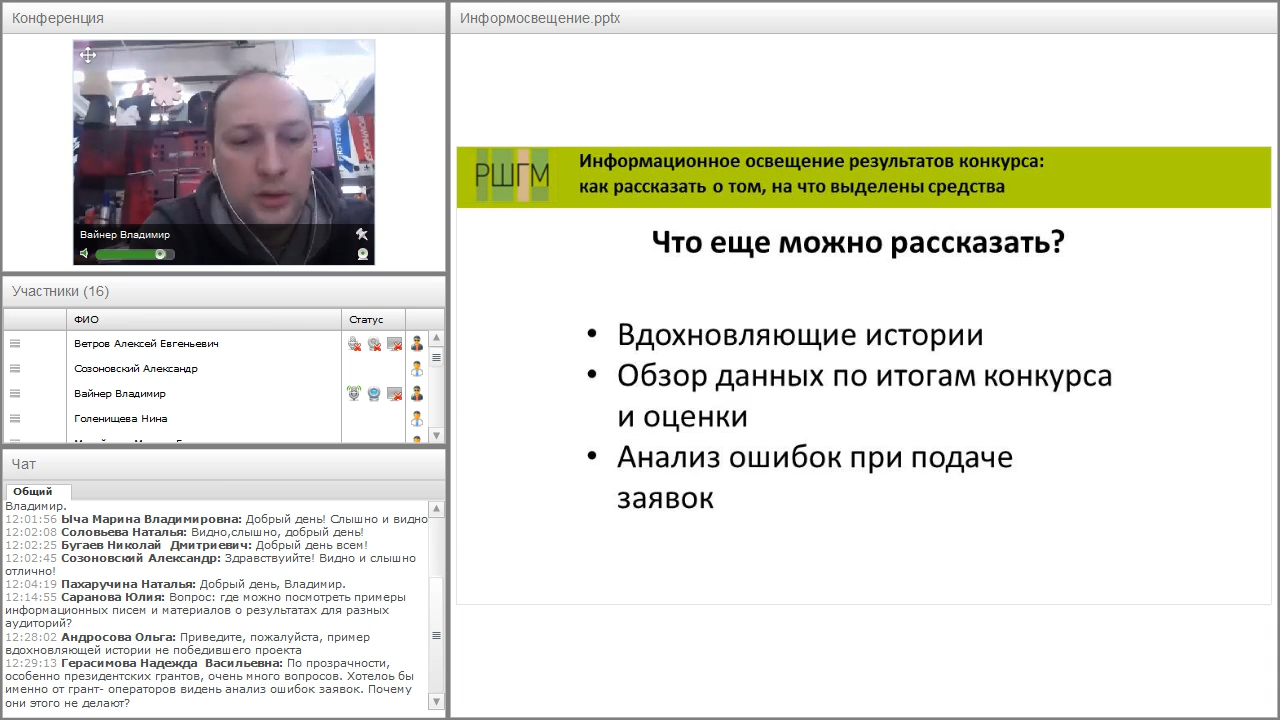 Конференция
Вайнер Владимир
Участники (16)
ФИО
Статус
Ветров Алексей Евгеньевич
Созоновский Александр
Вайнер Владимир
Голенищева Нина
Чат
Общий
Владимир.
12:01:56 Ыча Марина Владимировна: Добрый день! Слышно и видно
12:02:08 Соловьева Наталья: Видно,слышно, добрый день!
12:02:25 Бугаев Николай Дмитриевич: Добрый день всем!
12:02:45 Созоновский Александр: Здравствуийте! Видно и слышно
отлично!
12:04:19 Пахаручина Наталья: Добрый день, Владимир.
12:14:55 Саранова Юлия: Вопрос: где можно посмотреть примеры
информационных писем и материалов о результатах для разных
аудиторий?
12:28:02 Андросова Ольга: Приведите, пожалуйста, пример
вдохновляющей истории не победившего проекта
12:29:13 Герасимова Надежда Васильевна: По прозрачности,
особенно президентских грантов, очень много вопросов. Хотелоь бы
именно от грант- операторов видень анализ ошибок заявок. Почему
они этого не делают?
Информосвещение.pptx
РШГМ
Информационное освещение результатов конкурса:
как рассказать о том, на что выделены средства
Что еще можно рассказать?
• Вдохновляющие истории
• Обзор данных по итогам конкурса
и оценки
• Анализ ошибок при подаче
заявок